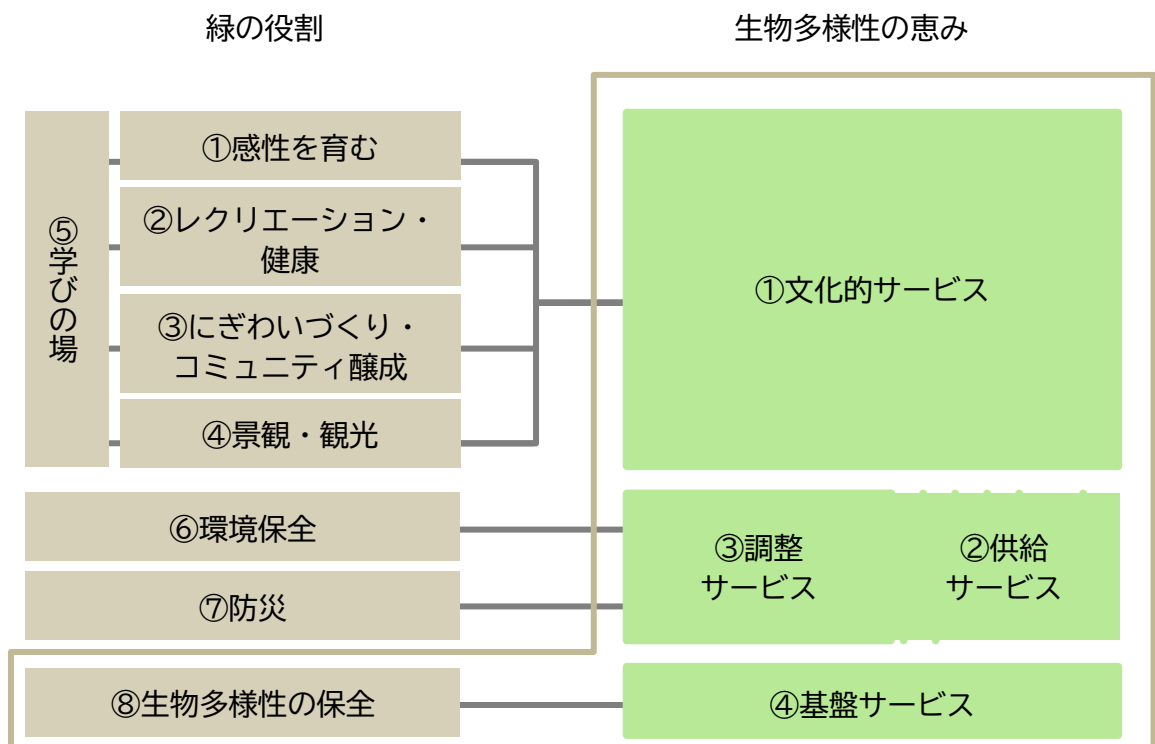 緑の役割
生物多様性の恵み
⑤学びの場
①感性を育む
②レクリエーション・
健康
③にぎわいづくり・
コミュニティ醸成
④景観・観光
①文化的サービス
⑥環境保全
⑦防災
③調整
サービス
②供給
サービス
⑧生物多様性の保全
④基盤サービス